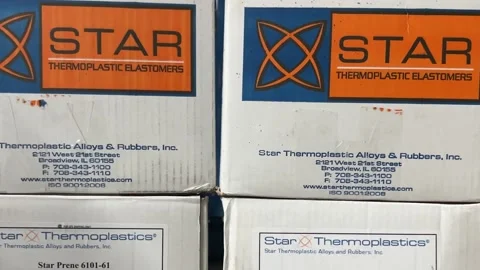 STAR
THERMOPLASTIC ELASTOMERS
Thermoplastic Alloys & Rubbers, Inc.
2121 West 21st Street
Broadview, IL 60155
P: 708-343-1100
F: 708-343-1110
www.starthermoplastics.com
ISO 9001:2008
STAR
THERMOPLASTIC ELASTOMERS
Star Thermoplastic Alloys & Rubbers, Inc.
2121 West 21st Street
Broadview, IL 60155
P: 708-343-1100
F: 708-343-1110
www.starthermoplastics.com
ISO 9001:2008
Star Thermoplastics®
Star Thermoplastic Alloys and Rubbers, Inc.
Star Prene 6101-61
Star Thermoplastics®
Star Thermoplastic Alloys and Rubbers, Inc.